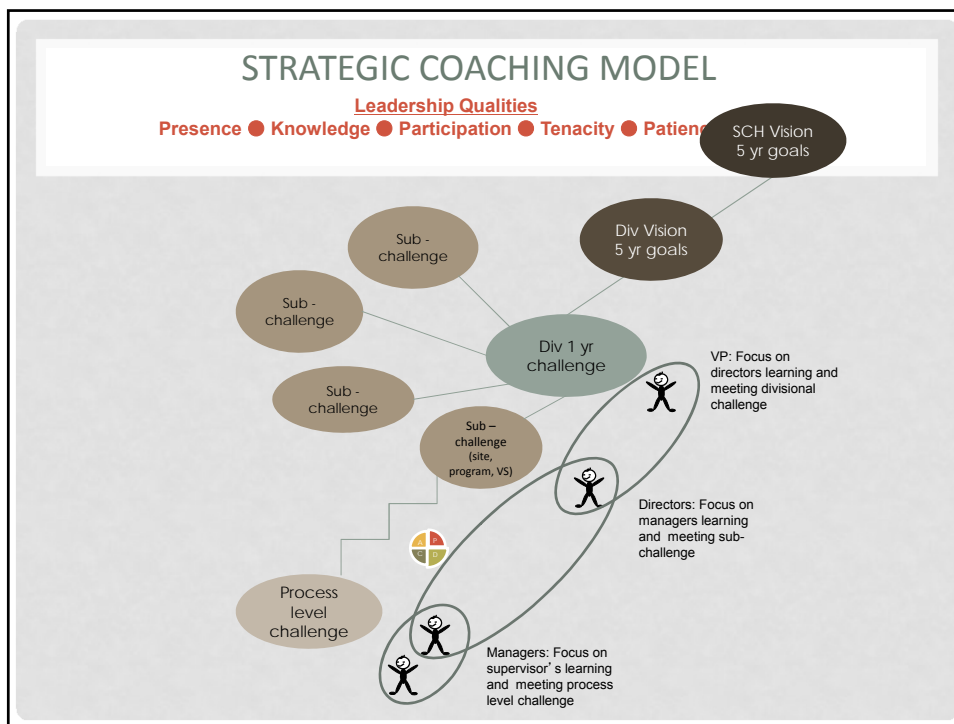 STRATEGIC COACHING MODEL
Leadership Qualities
Presence ● Knowledge ● Participation ● Tenacity ● Patienc
SCH Vision
5 yr goals
Div Vision
5 yr goals
Sub -
challenge
Sub -
challenge
Sub -
challenge
Div 1 yr
challenge
VP: Focus on
directors learning and
meeting divisional
challenge
Sub –
challenge
(site,
program, VS)
Directors: Focus on
managers learning
and meeting sub-
challenge
A P
C D
Process
level
challenge
Managers: Focus on
supervisor's learning
and meeting process
level challenge